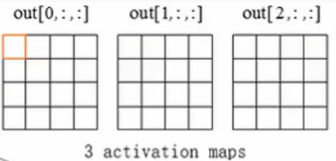 out[0,:,:] out[1,:,:] out[2,:,:]
3 activation maps